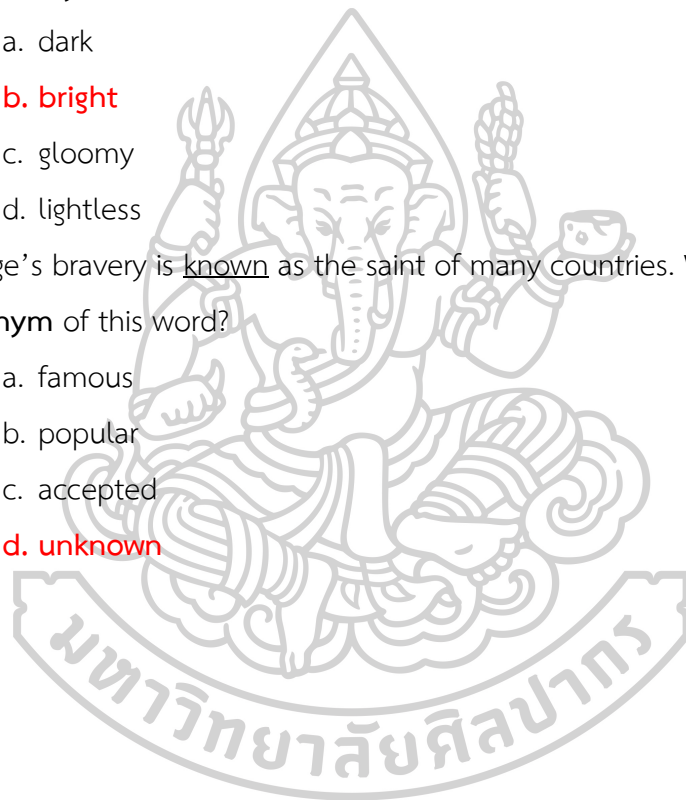 a. dark
b. bright
c. gloomy
d. lightless
ge’s bravery is known as the saint of many countries.
nym of this word?
a. famous
b. popular
c. accepted
d. unknown
มหาวิทยาลัยศิลปากร